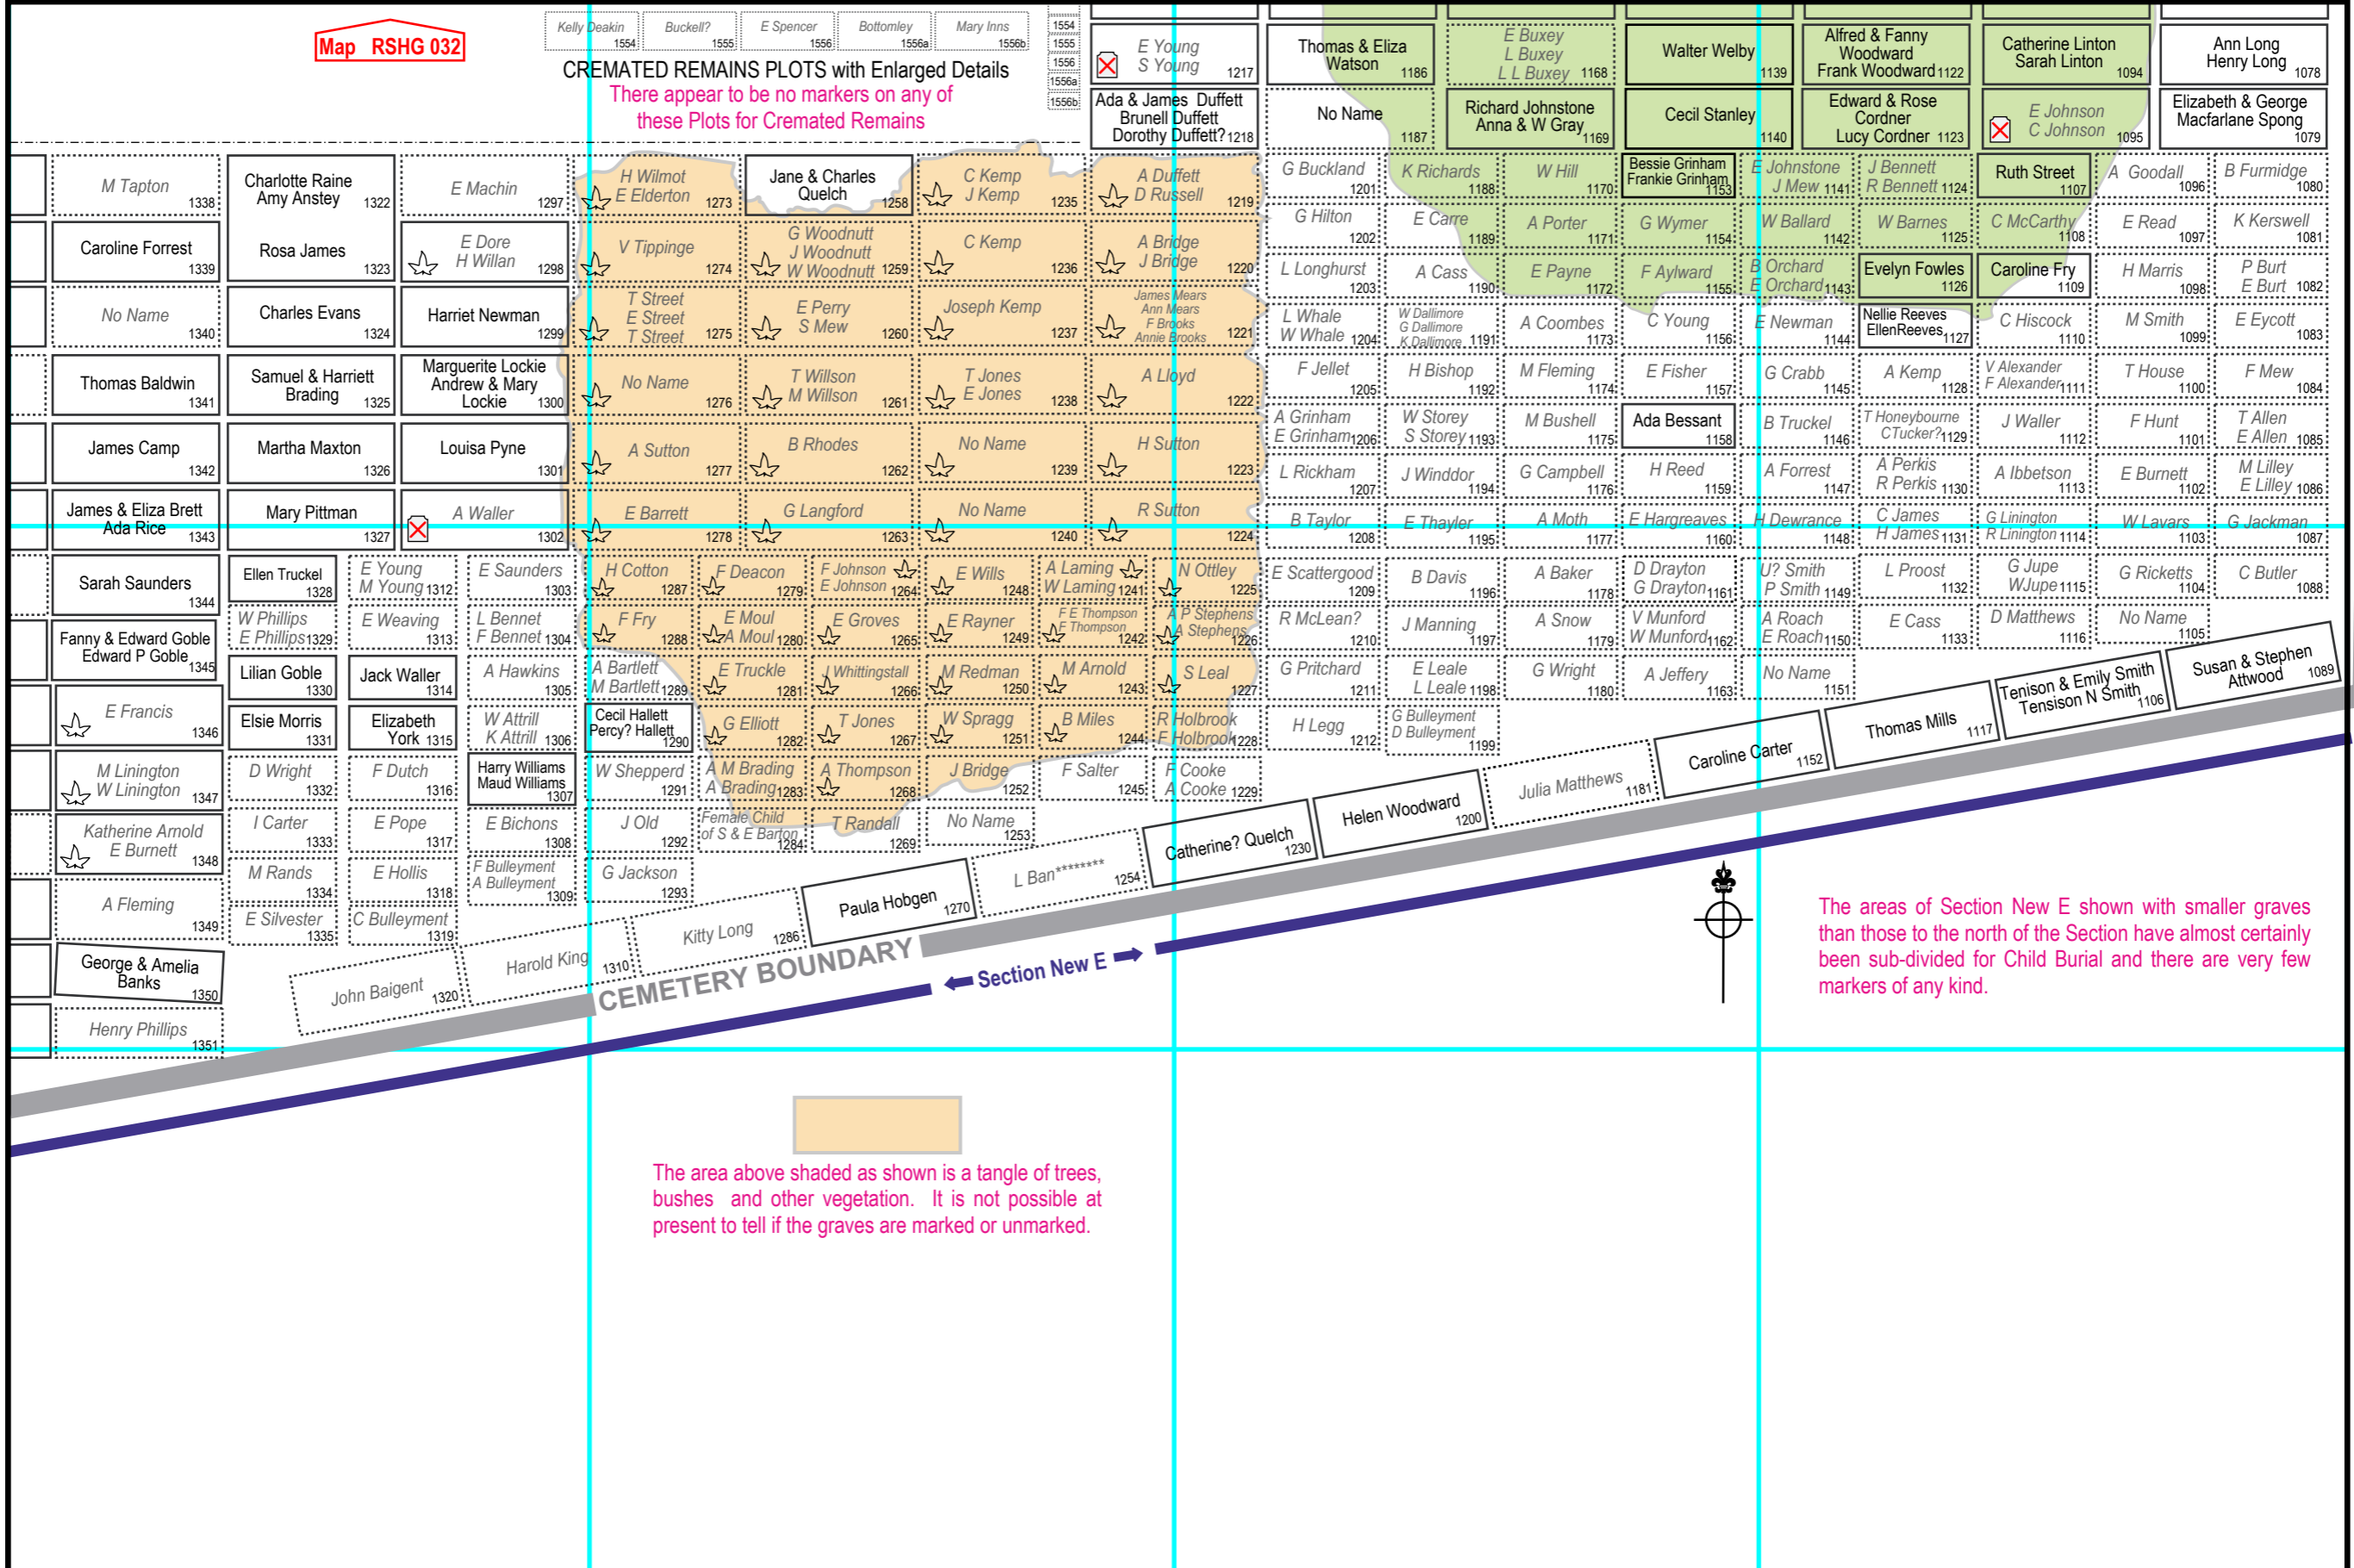 Map RSHG 032
Kelly Deakin 1554
Buckell? 1555
E Spencer 1556
Bottomley 1556a
Mary Inns 1556b
1554
1555
1556
1556a
1556b
CREMATED REMAINS PLOTS with Enlarged Details
There appear to be no markers on any of
these Plots for Cremated Remains
E Young
S Young 1217
Thomas & Eliza
Watson 1186
E Buxey
L Buxey
L L Buxey 1168
Walter Welby 1139
Alfred & Fanny
Woodward
Frank Woodward 1122
Catherine Linton
Sarah Linton 1094
Ann Long
Henry Long 1078
Ada & James Duffett
Brunell Duffett
Dorothy Duffett? 1218
No Name 1187
Richard Johnstone
Anna & W Gray 1169
Cecil Stanley 1140
Edward & Rose
Cordner
Lucy Cordner 1123
E Johnson
C Johnson 1095
Elizabeth & George
Macfarlane Spong 1079
M Tapton 1338
Charlotte Raine
Amy Anstey 1322
E Machin 1297
H Wilmot
E Elderton 1273
Jane & Charles
Quelch 1258
C Kemp
J Kemp 1235
A Duffett
D Russell 1219
G Buckland 1201
K Richards 1188
W Hill 1170
Bessie Grinham
Frankie Grinham 1153
E Johnstone
J Mew 1141
J Bennett
R Bennett 1124
Ruth Street 1107
A Goodall 1096
B Furmidge 1080
G Hilton 1202
E Carre 1189
A Porter 1171
G Wymer 1154
W Ballard 1142
W Barnes 1125
C McCarthy 1108
E Read 1097
K Kerswell 1081
Caroline Forrest 1339
Rosa James 1323
E Dore
H Willan 1298
V Tippinge 1274
G Woodnutt
J Woodnutt
W Woodnutt 1259
C Kemp 1236
A Bridge
J Bridge 1220
L Longhurst 1203
A Cass 1190
E Payne 1172
F Aylward 1155
B Orchard
E Orchard 1143
Evelyn Fowles 1126
Caroline Fry 1109
H Marris 1098
P Burt
E Burt 1082
No Name 1340
Charles Evans 1324
Harriet Newman 1299
T Street
E Street
T Street 1275
E Perry
S Mew 1260
Joseph Kemp 1237
James Mears
Ann Mears
F Brooks
Annie Brooks 1221
L Whale
W Whale 1204
W Dallimore
G Dallimore
K Dallimore 1191
A Coombes 1173
C Young 1156
E Newman 1144
Nellie Reeves
EllenReeves 1127
C Hiscock 1110
M Smith 1099
E Eycott 1083
Thomas Baldwin 1341
Samuel & Harriett
Brading 1325
Marguerite Lockie
Andrew & Mary
Lockie 1300
No Name 1276
T Willson
M Willson 1261
T Jones
E Jones 1238
A Lloyd 1222
F Jellet 1205
H Bishop 1192
M Fleming 1174
E Fisher 1157
G Crabb 1145
A Kemp 1128
V Alexander
F Alexander 1111
T House 1100
F Mew 1084
James Camp 1342
Martha Maxton 1326
Louisa Pyne 1301
A Sutton 1277
B Rhodes 1262
No Name 1239
H Sutton 1223
A Grinham
E Grinham 1206
W Storey
S Storey 1193
M Bushell 1175
Ada Bessant 1158
B Truckel 1146
T Honeybourne
CTucker? 1129
J Waller 1112
F Hunt 1101
T Allen
E Allen 1085
L Rickham 1207
J Winddor 1194
G Campbell 1176
H Reed 1159
A Forrest 1147
A Perkis
R Perkis 1130
A Ibbetson 1113
E Burnett 1102
M Lilley
E Lilley 1086
James & Eliza Brett
Ada Rice 1343
Mary Pittman 1327
A Waller 1302
E Barrett 1278
G Langford 1263
No Name 1240
R Sutton 1224
B Taylor 1208
E Thayler 1195
A Moth 1177
E Hargreaves 1160
H Dewrance 1148
C James
H James 1131
G Linington
R Linington 1114
W Lavars 1103
G Jackman 1087
Sarah Saunders 1344
Ellen Truckel 1328
E Young
M Young 1312
E Saunders 1303
H Cotton 1287
F Deacon 1279
F Johnson
E Johnson 1264
E Wills 1248
A Laming
W Laming 1241
N Ottley 1225
E Scattergood 1209
B Davis 1196
A Baker 1178
D Drayton
G Drayton 1161
U? Smith
P Smith 1149
L Proost 1132
G Jupe
WJupe 1115
G Ricketts 1104
C Butler 1088
Fanny & Edward Goble
Edward P Goble 1345
W Phillips
E Phillips 1329
E Weaving 1313
L Bennet
F Bennet 1304
F Fry 1288
E Moul
A Moul 1280
E Groves 1265
E Rayner 1249
F E Thompson
E Thompson 1242
A P Stephens
A Stephens 1226
R McLean? 1210
J Manning 1197
A Snow 1179
V Munford
W Munford 1162
A Roach
E Roach 1150
E Cass 1133
D Matthews 1116
No Name 1105
Lilian Goble 1330
Jack Waller 1314
A Hawkins 1305
A Bartlett
M Bartlett 1289
E Truckle 1281
J Whittingstall 1266
M Redman 1250
M Arnold 1243
S Leal 1227
G Pritchard 1211
E Leale
L Leale 1198
G Wright 1180
A Jeffery 1163
No Name 1151
Tenison & Emily Smith
Tensison N Smith 1106
Susan & Stephen
Attwood 1089
E Francis 1346
Elsie Morris 1331
Elizabeth
York 1315
W Attrill
K Attrill 1306
Cecil Hallett
Percy? Hallett 1290
G Elliott 1282
T Jones 1267
W Spragg 1251
B Miles 1244
R Holbrook
F Holbrook 1228
H Legg 1212
G Bulleyment
D Bulleyment 1199
Julia Matthews 1181
Caroline Carter 1152
Thomas Mills 1117
M Linington
W Linington 1347
D Wright 1332
F Dutch 1316
Harry Williams
Maud Williams 1307
W Shepperd 1291
A M Brading
A Brading 1283
A Thompson 1268
J Bridge 1252
F Salter 1245
F Cooke
A Cooke 1229
Katherine Arnold
E Burnett 1348
I Carter 1333
E Pope 1317
E Bichons 1308
J Old 1292
Female Child
of S & E Barton 1284
T Randall 1269
No Name 1253
Catherine? Quelch 1230
Helen Woodward 1200
A Fleming 1349
M Rands 1334
E Hollis 1318
F Bulleyment
A Bulleyment 1309
G Jackson 1293
Paula Hobgen 1270
L Ban******** 1254
E Silvester 1335
C Bulleyment 1319
George & Amelia
Banks 1350
John Baigent 1320
Harold King 1310
Kitty Long 1286
Henry Phillips 1351
CEMETERY BOUNDARY
Section New E
The areas of Section New E shown with smaller graves
than those to the north of the Section have almost certainly
been sub-divided for Child Burial and there are very few
markers of any kind.
The area above shaded as shown is a tangle of trees,
bushes and other vegetation. It is not possible at
present to tell if the graves are marked or unmarked.